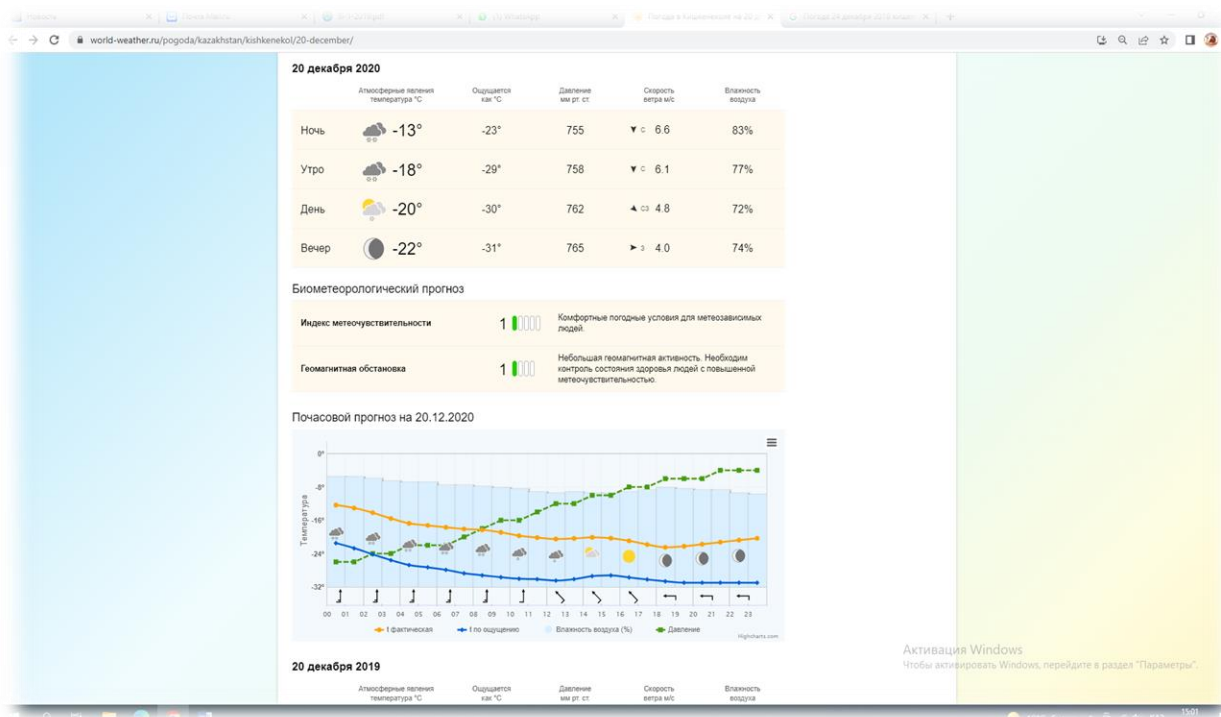 Новость
Почта Mail.ru
(1) WhatsApp
world-weather.ru/pogoda/kazakhstan/kishkenekol/20-december/
20 декабря 2020
Атмосферные явления температура °C Ощущается как °C Давление мм рт. ст. Скорость ветра м/с Влажность воздуха
Ночь -13° -23° 755 С 6.6 83%
Утро -18° -29° 758 С 6.1 77%
День -20° -30° 762 СЗ 4.8 72%
Вечер -22° -31° 765 З 4.0 74%
Биометеорологический прогноз
Индекс метеочувствительности 1 Комфортные погодные условия для метеозависимых
людей.
Геомагнитная обстановка 1 Небольшая геомагнитная активность. Необходим
контроль состояния здоровья людей с повышенной
метеочувствительностью.
Почасовой прогноз на 20.12.2020
0°
-8°
-16°
-24°
-32°
Температура
00 01 02 03 04 05 06 07 08 09 10 11 12 13 14 15 16 17 18 19 20 21 22 23
t фактическая t по ощущению Влажность воздуха (%) Давление
Highcharts.com
Активация Windows
Чтобы активировать Windows, перейдите в раздел "Параметры".
20 декабря 2019
Атмосферные явления температура °C Ощущается как °C Давление мм рт. ст. Скорость ветра м/с Влажность воздуха
15:01